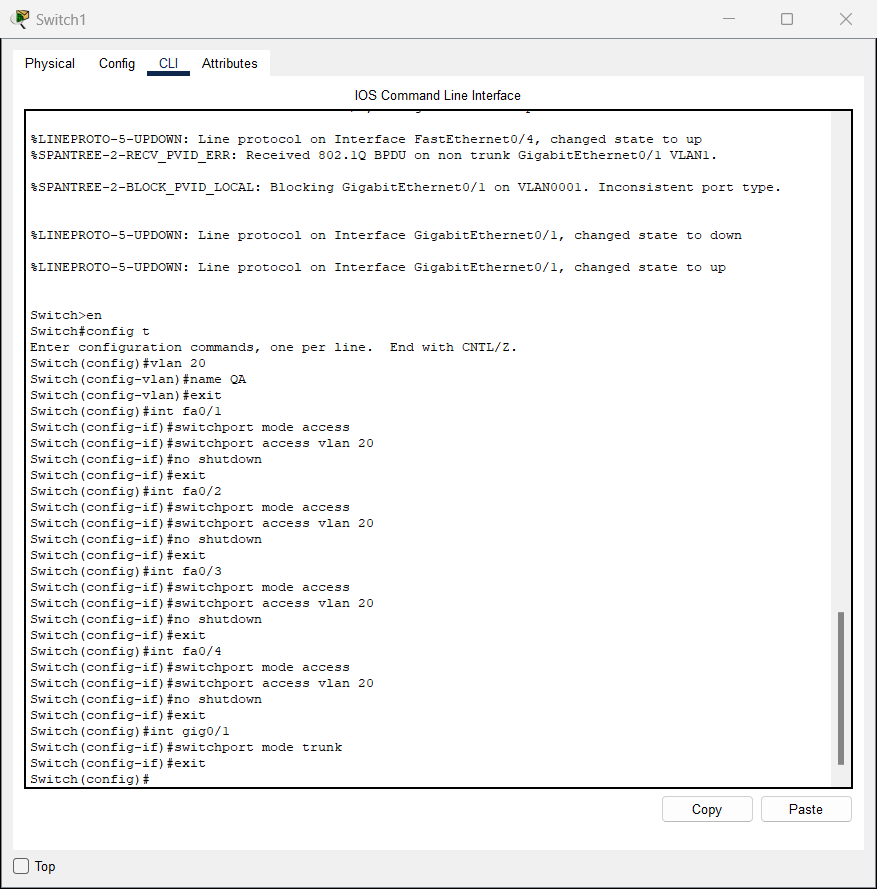 Switch1
Physical Config CLI Attributes
IOS Command Line Interface
%LINEPROTO-5-UPDOWN: Line protocol on Interface FastEthernet0/4, changed state to up
%SPANTREE-2-RECV_PVID_ERR: Received 802.1Q BPDU on non trunk GigabitEthernet0/1 VLAN1.
%SPANTREE-2-BLOCK_PVID_LOCAL: Blocking GigabitEthernet0/1 on VLAN0001. Inconsistent port type.
%LINEPROTO-5-UPDOWN: Line protocol on Interface GigabitEthernet0/1, changed state to down
%LINEPROTO-5-UPDOWN: Line protocol on Interface GigabitEthernet0/1, changed state to up
Switch>en
Switch#config t
Enter configuration commands, one per line.  End with CNTL/Z.
Switch(config)#vlan 20
Switch(config-vlan)#name QA
Switch(config-vlan)#exit
Switch(config)#int fa0/1
Switch(config-if)#switchport mode access
Switch(config-if)#switchport access vlan 20
Switch(config-if)#no shutdown
Switch(config-if)#exit
Switch(config)#int fa0/2
Switch(config-if)#switchport mode access
Switch(config-if)#switchport access vlan 20
Switch(config-if)#no shutdown
Switch(config-if)#exit
Switch(config)#int fa0/3
Switch(config-if)#switchport mode access
Switch(config-if)#switchport access vlan 20
Switch(config-if)#no shutdown
Switch(config-if)#exit
Switch(config)#int fa0/4
Switch(config-if)#switchport mode access
Switch(config-if)#switchport access vlan 20
Switch(config-if)#no shutdown
Switch(config-if)#exit
Switch(config)#int gig0/1
Switch(config-if)#switchport mode trunk
Switch(config-if)#exit
Switch(config)#
Copy Paste
Top